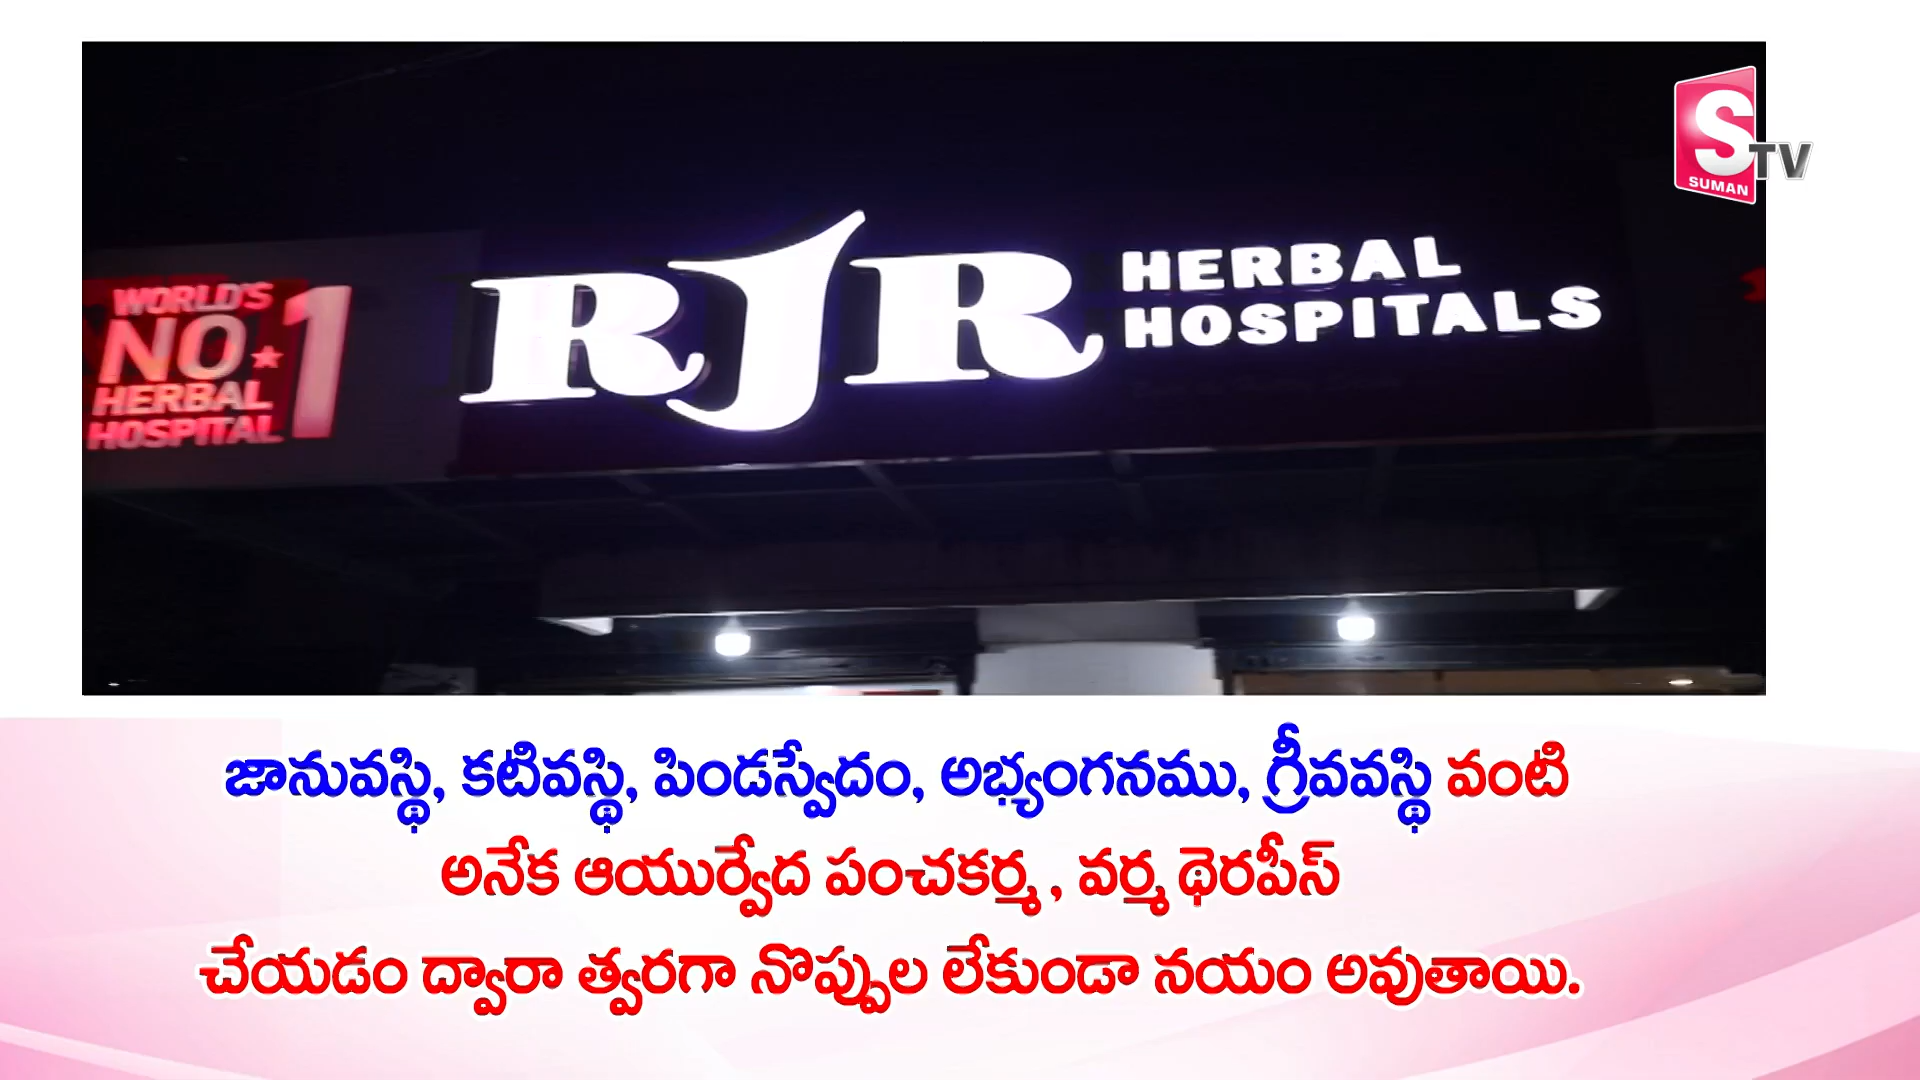 S TV
SUMAN
WORLD'S
NO 1
HERBAL
HOSPITAL
RJR HERBAL
HOSPITALS
జానువస్థి, కటివస్థి, పిండస్వేదం, అభ్యంగనము, గ్రీవవస్థి వంటి
అనేక ఆయుర్వేద పంచకర్మ, వర్మ థెరపీస్
చేయడం ద్వారా త్వరగా నొప్పుల లేకుండా నయం అవుతాయి.